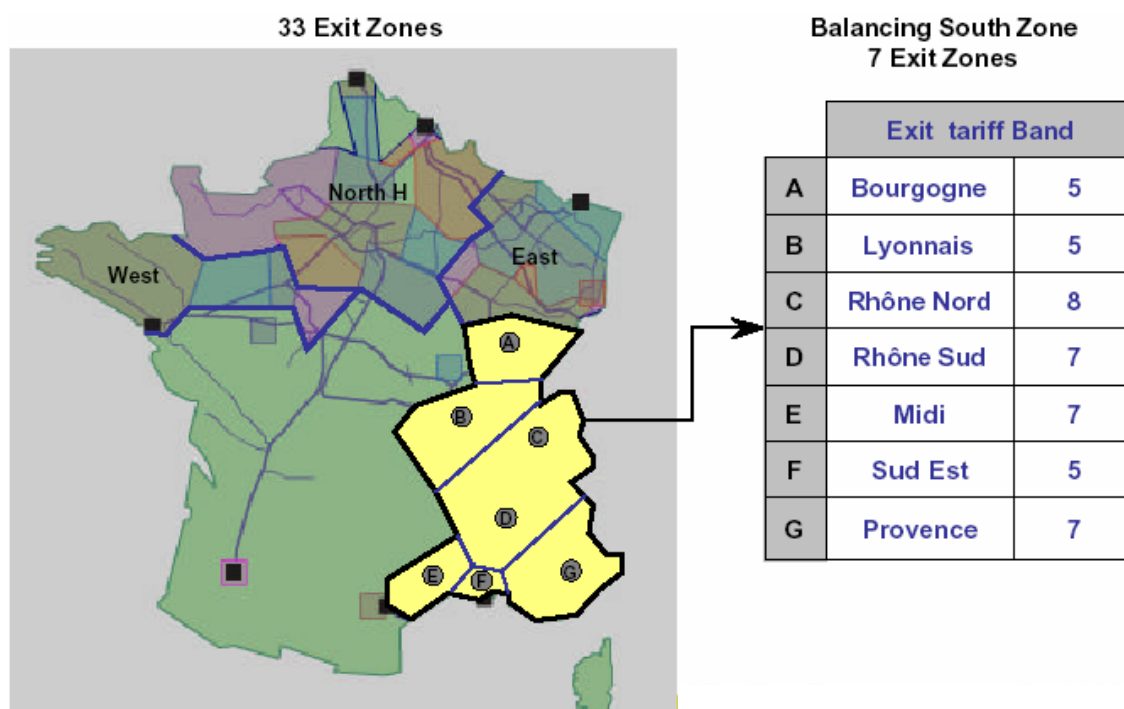 33 Exit Zones
North H
West
East
A
B
C
D
E
F
G
Balancing South Zone
7 Exit Zones
Exit tariff Band
A Bourgogne 5
B Lyonnais 5
C Rhône Nord 8
D Rhône Sud 7
E Midi 7
F Sud Est 5
G Provence 7